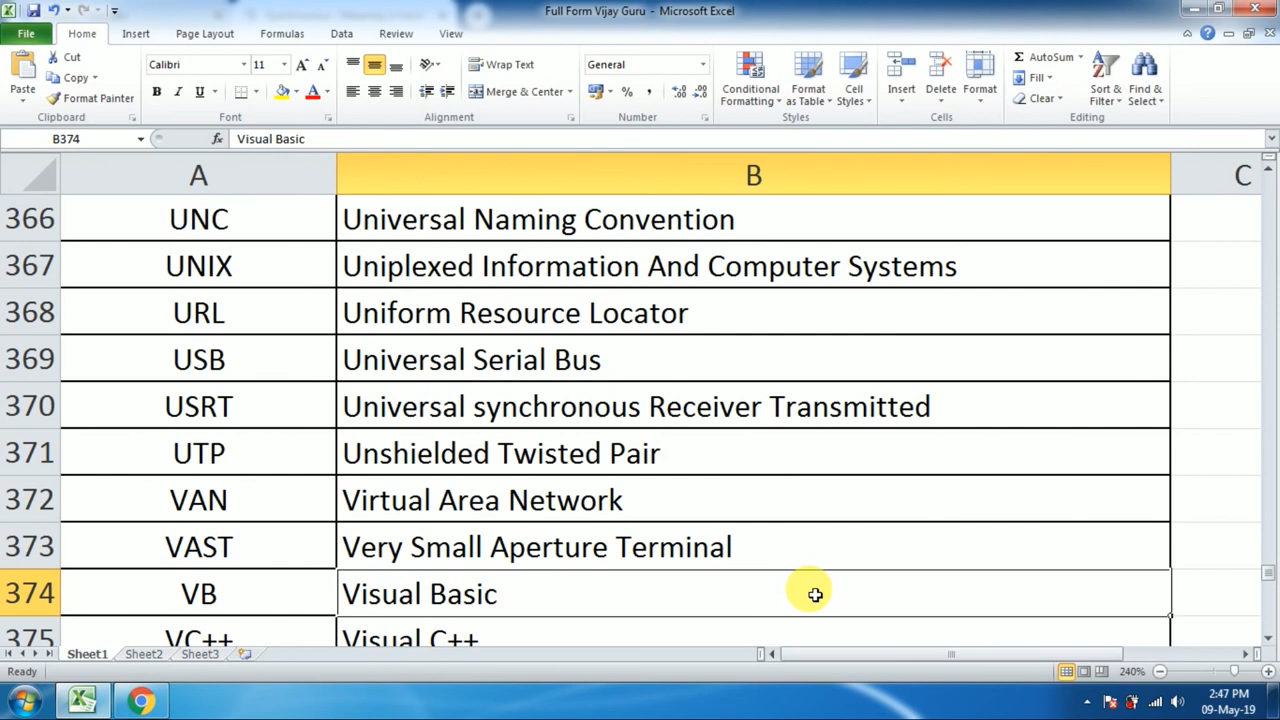 Full Form Vijay Guru - Microsoft Excel
File Home Insert Page Layout Formulas Data Review View
Paste Cut Copy Format Painter
Calibri 11
B I U A
Wrap Text
Merge & Center
General
% ,
Conditional Formatting Format as Table Cell Styles
Insert Delete Format
Σ AutoSum Fill Clear
Sort & Filter Find & Select
Clipboard Font Alignment Number Styles Cells Editing
B374 fx Visual Basic
A B C
366 UNC Universal Naming Convention
367 UNIX Uniplexed Information And Computer Systems
368 URL Uniform Resource Locator
369 USB Universal Serial Bus
370 USRT Universal synchronous Receiver Transmitted
371 UTP Unshielded Twisted Pair
372 VAN Virtual Area Network
373 VAST Very Small Aperture Terminal
374 VB Visual Basic
375 VC++ Visual C++
Sheet1 Sheet2 Sheet3
Ready 240%
2:47 PM
09-May-19